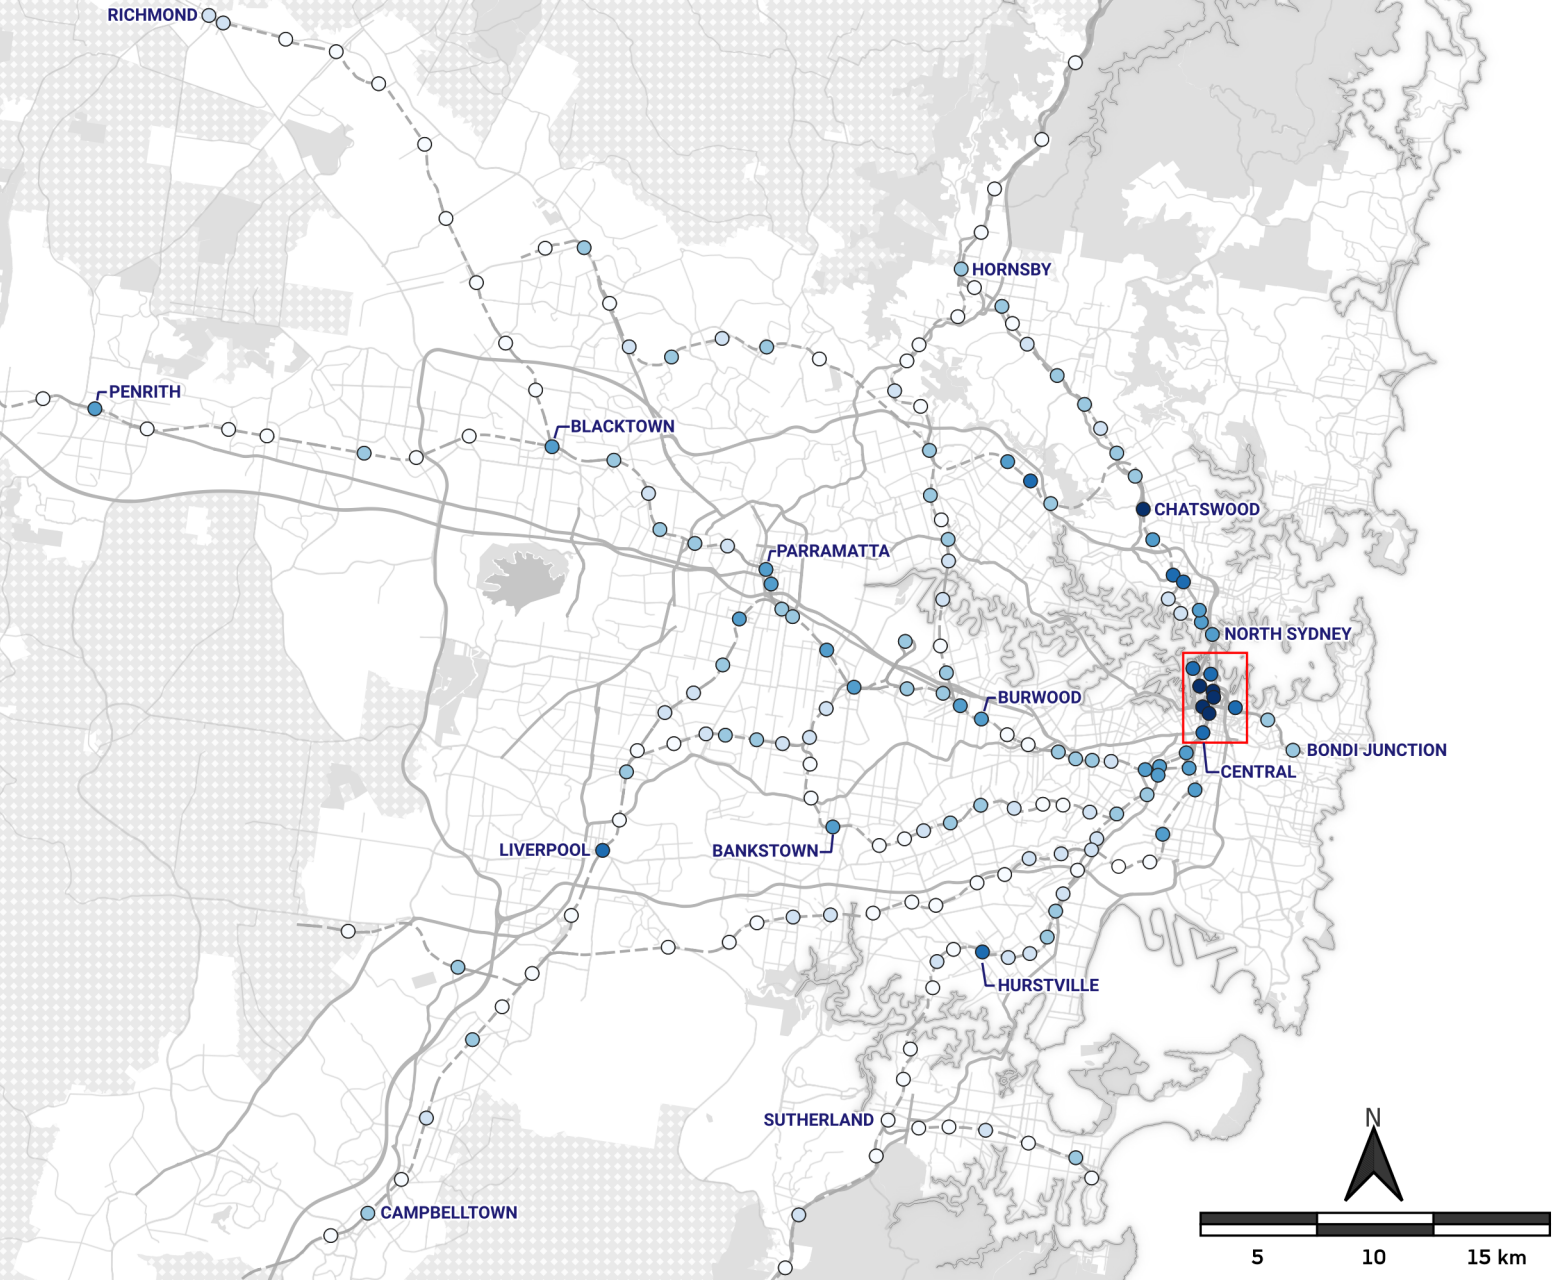 RICHMOND
HORNSBY
PENRITH
BLACKTOWN
CHATSWOOD
PARRAMATTA
NORTH SYDNEY
BURWOOD
BONDI JUNCTION
CENTRAL
LIVERPOOL
BANKSTOWN
HURSTVILLE
SUTHERLAND
N
CAMPBELLTOWN
5 10 15 km